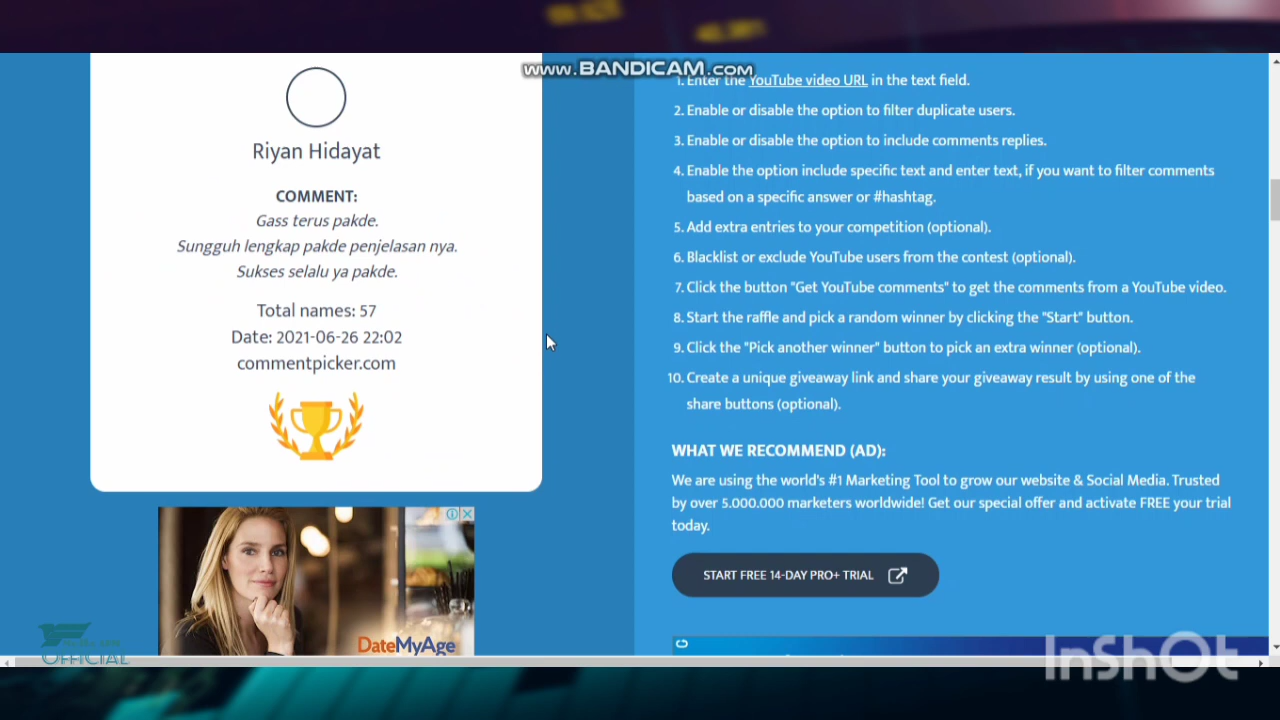 www.BANDICAM.com
Riyan Hidayat
COMMENT:
Gass terus pakde.
Sungguh lengkap pakde penjelasan nya.
Sukses selalu ya pakde.
Total names: 57
Date: 2021-06-26 22:02
commentpicker.com
DateMyAge
OFFICIAL
1. Enter the YouTube video URL in the text field.
2. Enable or disable the option to filter duplicate users.
3. Enable or disable the option to include comments replies.
4. Enable the option include specific text and enter text, if you want to filter comments
based on a specific answer or #hashtag.
5. Add extra entries to your competition (optional).
6. Blacklist or exclude YouTube users from the contest (optional).
7. Click the button "Get YouTube comments" to get the comments from a YouTube video.
8. Start the raffle and pick a random winner by clicking the "Start" button.
9. Click the "Pick another winner" button to pick an extra winner (optional).
10. Create a unique giveaway link and share your giveaway result by using one of the
share buttons (optional).
WHAT WE RECOMMEND (AD):
We are using the world's #1 Marketing Tool to grow our website & Social Media. Trusted
by over 5.000.000 marketers worldwide! Get our special offer and activate FREE your trial
today.
START FREE 14-DAY PRO+ TRIAL
InShOt